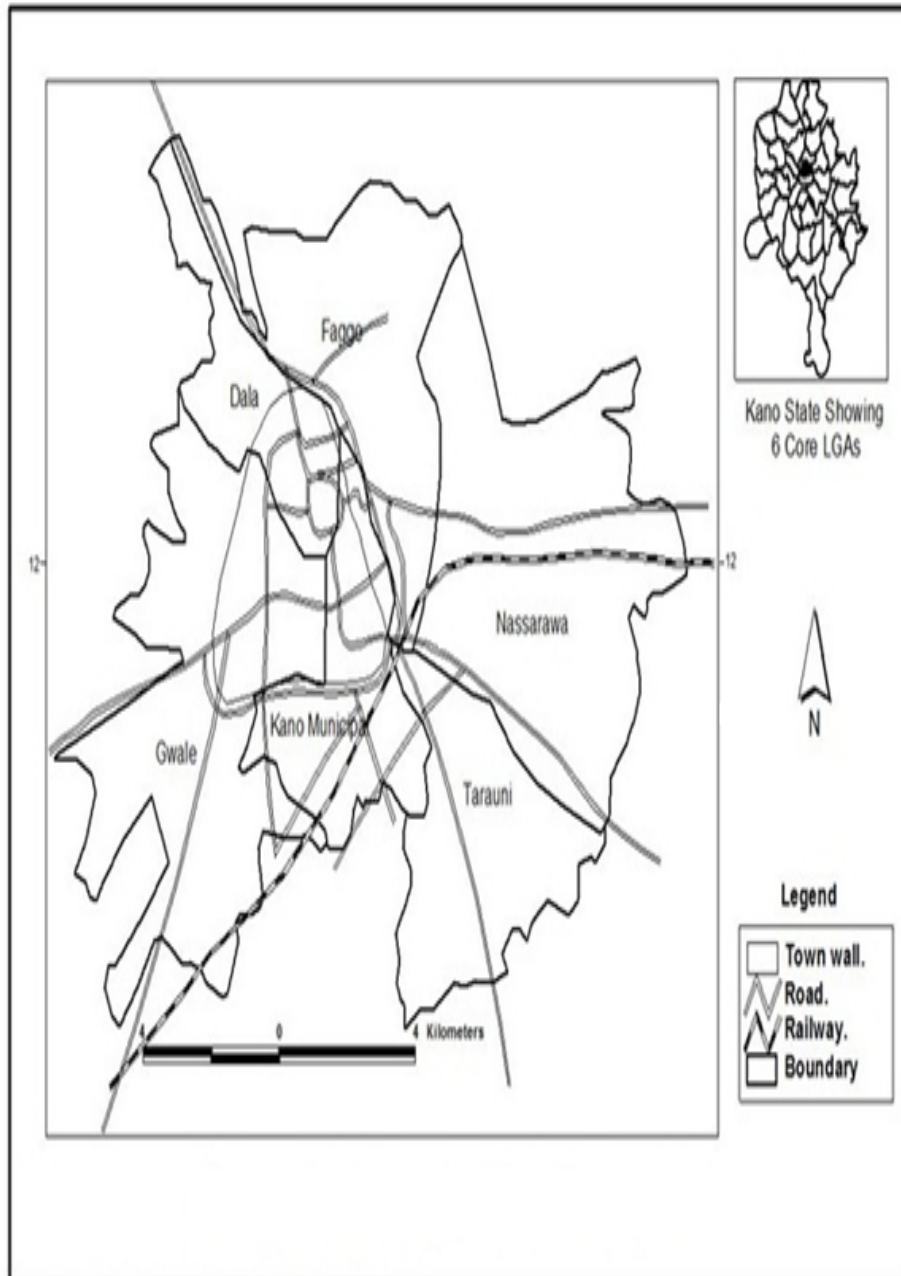 Faggo
Dala
Kano State Showing
6 Core LGAs
12
12
Nassarawa
N
Kano Municipal
Gwale
Tarauni
Legend
Town wall.
Road.
Railway.
Boundary
4 0 4 Kilometers